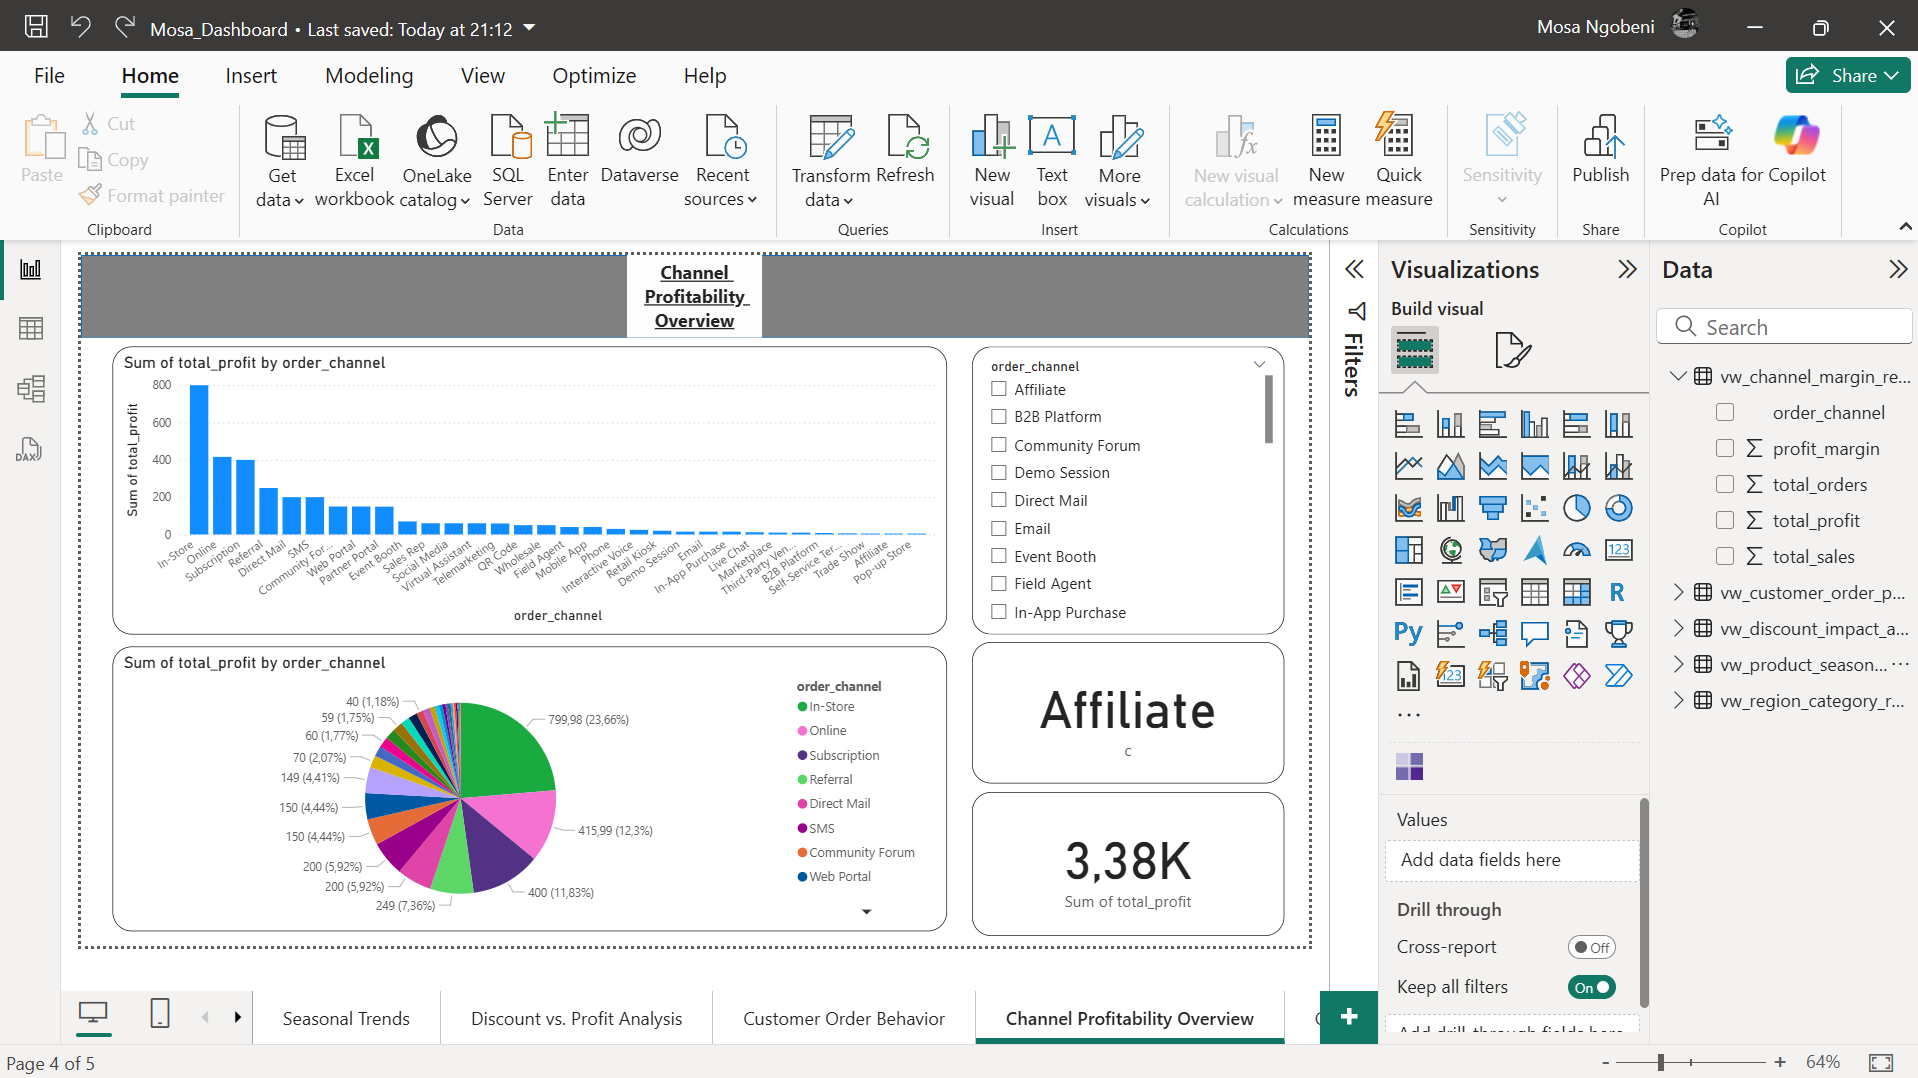 Mosa_Dashboard • Last saved: Today at 21:12
Mosa Ngobeni
File
Home
Insert
Modeling
View
Optimize
Help
Share
Paste
Cut
Copy
Format painter
Clipboard
Get data
Excel workbook
OneLake catalog
SQL Server
Enter data
Dataverse
Recent sources
Data
Transform data
Refresh
Queries
New visual
Text box
More visuals
Insert
New visual calculation
New measure
Quick measure
Calculations
Sensitivity
Sensitivity
Publish
Share
Prep data for AI
Copilot
Copilot
Channel
Profitability
Overview
Sum of total_profit by order_channel
Sum of total_profit
800
600
400
200
0
In-Store
Online
Subscription
Referral
Direct Mail
SMS
Community For...
Web Portal
Partner Portal
Event Booth
Sales Rep
Social Media
Virtual Assistant
Telemarketing
QR Code
Wholesale
Field Agent
Mobile App
Phone
Interactive Voice
Retail Kiosk
Demo Session
Email
In-App Purchase
Live Chat
Marketplace
Third-Party Ven...
B2B Platform
Self-Service Ter...
Trade Show
Affiliate
Pop-up Store
order_channel
order_channel
Affiliate
B2B Platform
Community Forum
Demo Session
Direct Mail
Email
Event Booth
Field Agent
In-App Purchase
Sum of total_profit by order_channel
40 (1,18%)
59 (1,75%)
60 (1,77%)
70 (2,07%)
149 (4,41%)
150 (4,44%)
150 (4,44%)
200 (5,92%)
200 (5,92%)
249 (7,36%)
400 (11,83%)
415,99 (12,3%)
799,98 (23,66%)
order_channel
In-Store
Online
Subscription
Referral
Direct Mail
SMS
Community Forum
Web Portal
Affiliate
c
3,38K
Sum of total_profit
Filters
Visualizations
Build visual
123
R
Py
123
...
Values
Add data fields here
Drill through
Cross-report
Off
Keep all filters
On
Add drill-through fields here
Data
Search
vw_channel_margin_re...
order_channel
profit_margin
total_orders
total_profit
total_sales
vw_customer_order_p...
vw_discount_impact_a...
vw_product_season...
vw_region_category_r...
DAX
Seasonal Trends
Discount vs. Profit Analysis
Customer Order Behavior
Channel Profitability Overview
+
Page 4 of 5
- + 64%